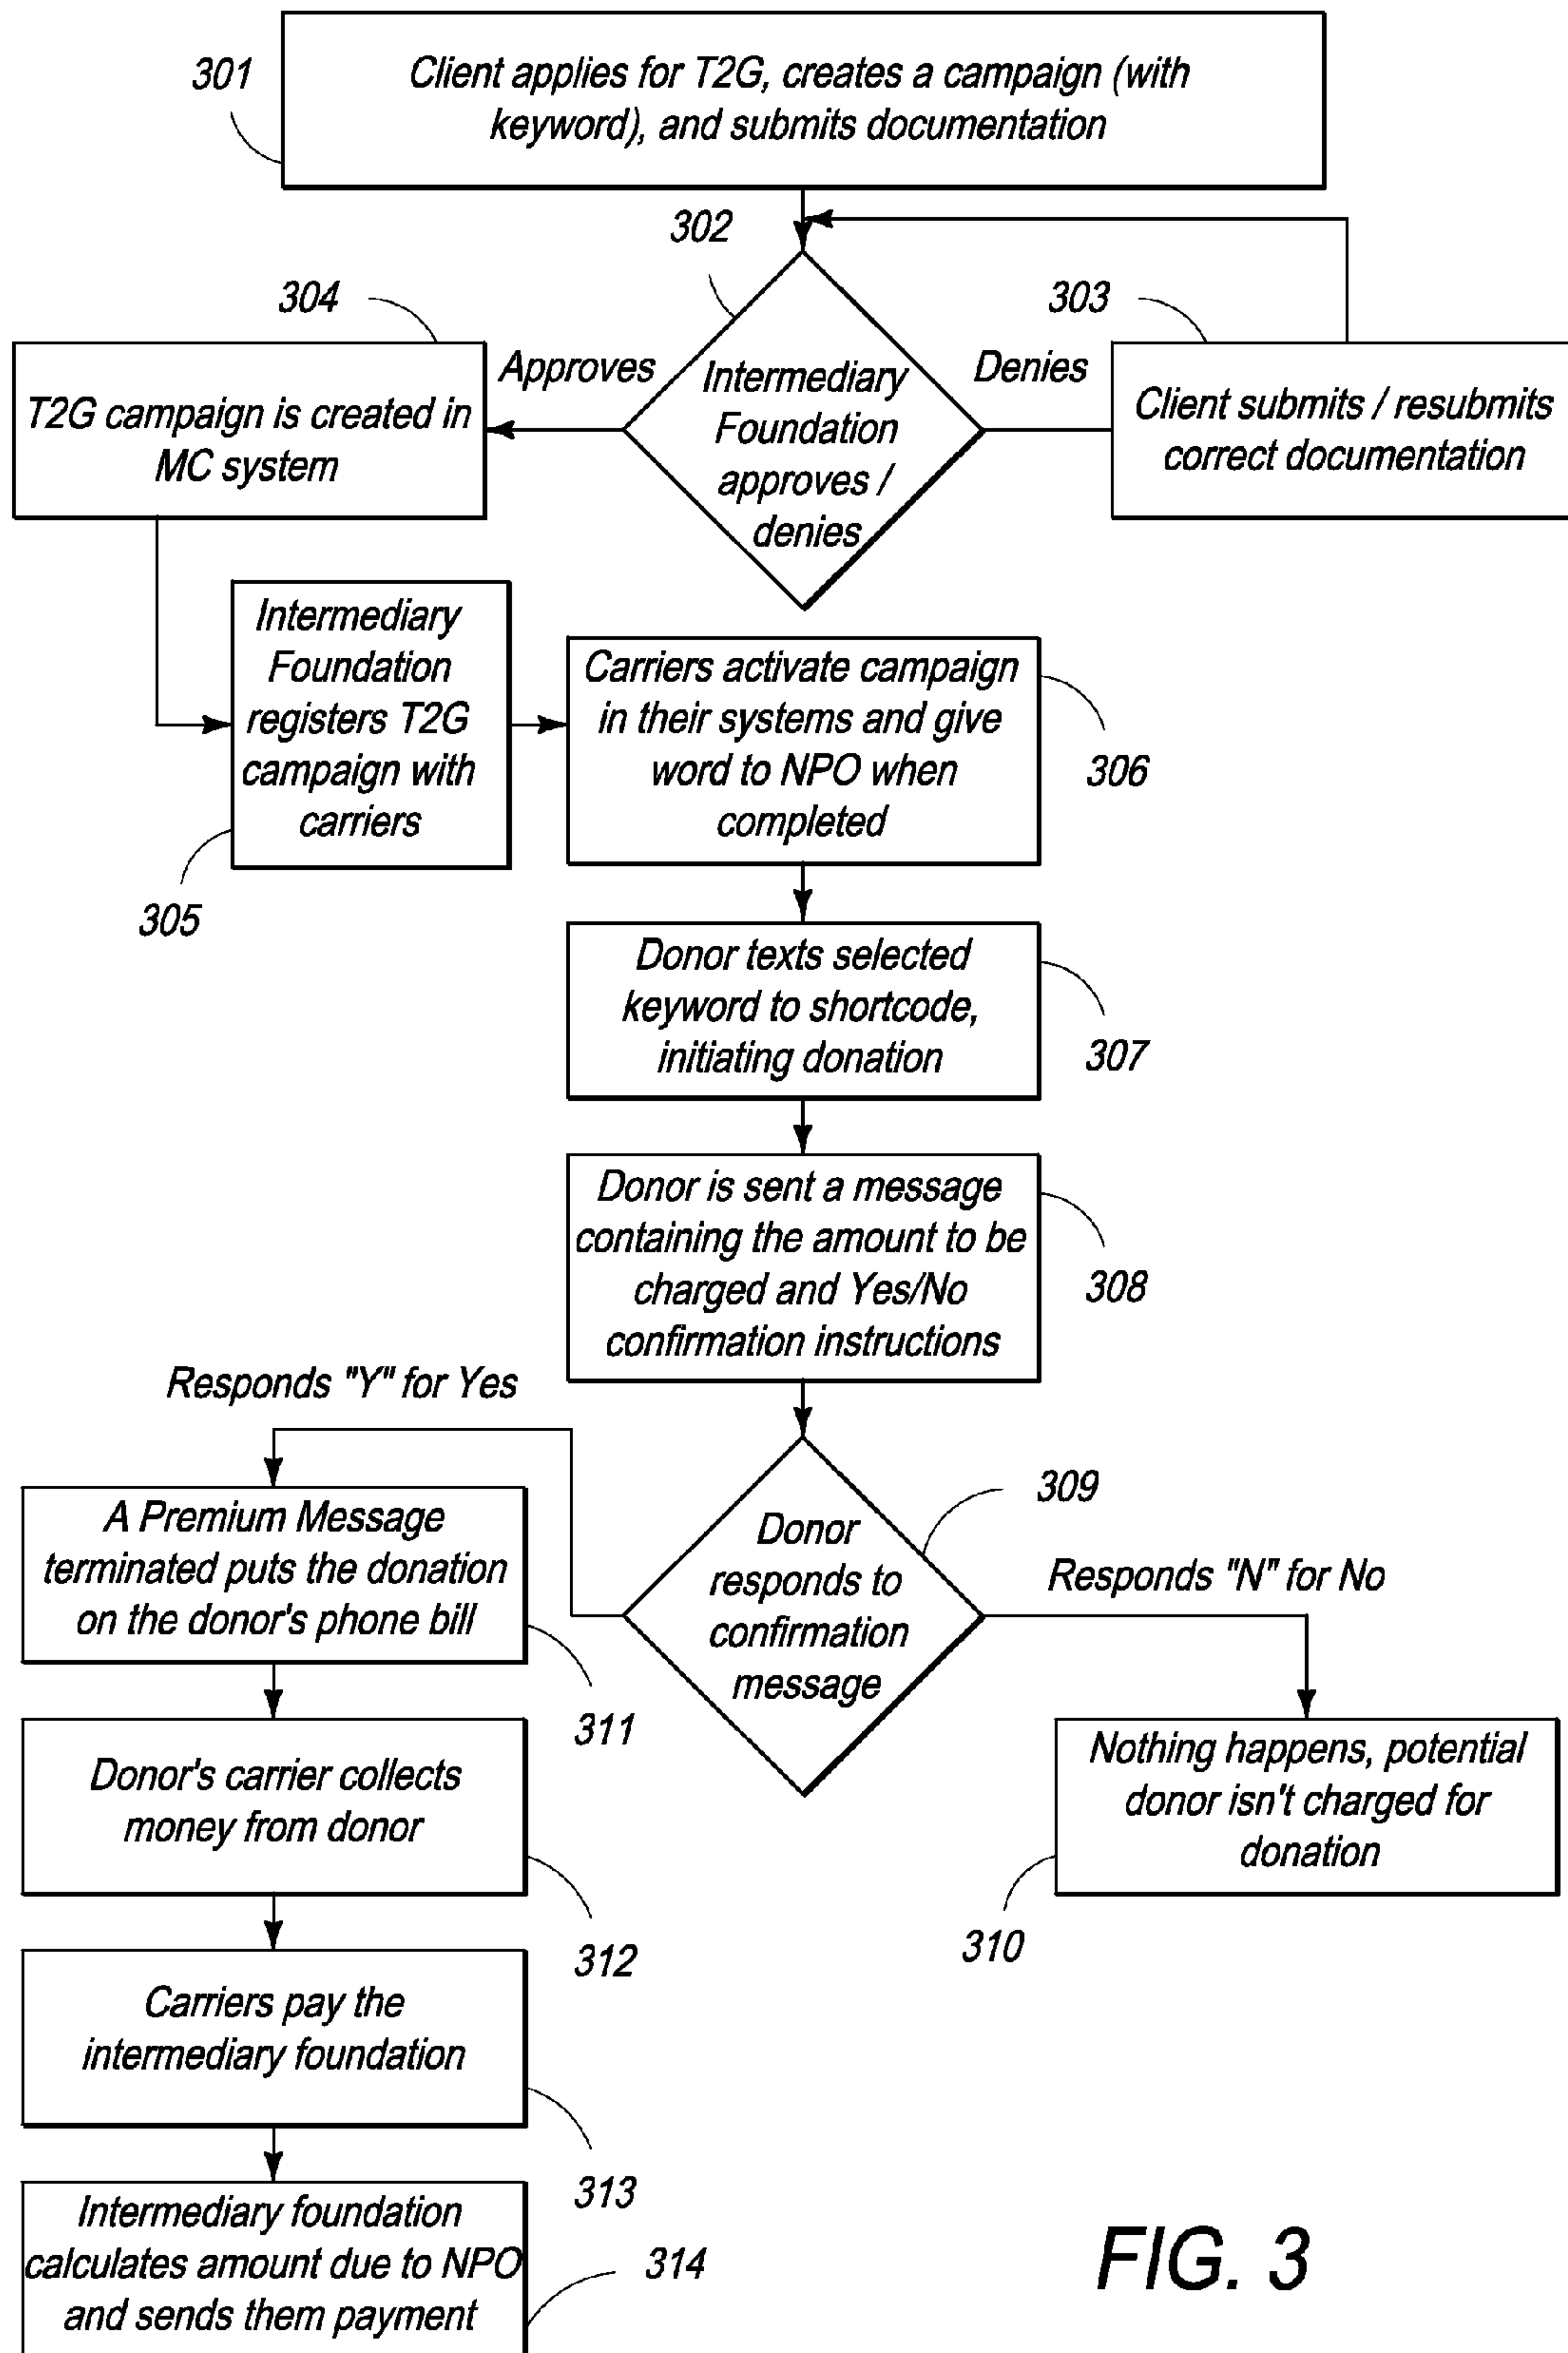 301
Client applies for T2G, creates a campaign (with
keyword), and submits documentation
302
304
303
Approves
Denies
T2G campaign is created in
MC system
Intermediary
Foundation
approves /
denies
Client submits / resubmits
correct documentation
Intermediary
Foundation
registers T2G
campaign with
carriers
305
Carriers activate campaign
in their systems and give
word to NPO when
completed
306
Donor texts selected
keyword to shortcode,
initiating donation
307
Donor is sent a message
containing the amount to be
charged and Yes/No
confirmation instructions
308
Responds "Y" for Yes
309
Donor
responds to
confirmation
message
Responds "N" for No
A Premium Message
terminated puts the donation
on the donor's phone bill
311
Nothing happens, potential
donor isn't charged for
donation
310
Donor's carrier collects
money from donor
312
Carriers pay the
intermediary foundation
313
Intermediary foundation
calculates amount due to NPO
and sends them payment
314
FIG. 3